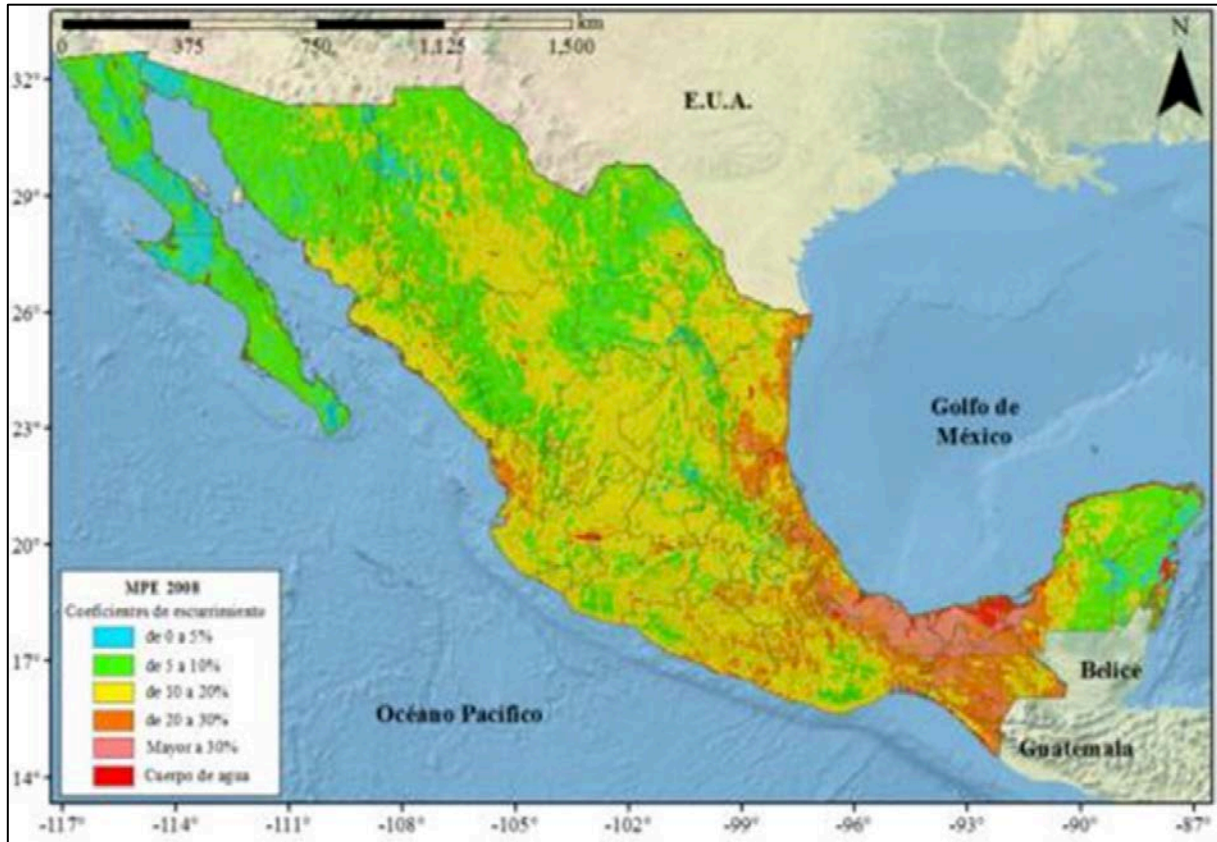 km
0 375 750 1,125 1,500
N
E.U.A.
32°
29°
26°
23°
20°
17°
14°
Golfo de
México
Océano Pacífico
Belice
Guatemala
MPE 2008
Coeficientes de escurrimiento
de 0 a 5%
de 5 a 10%
de 10 a 20%
de 20 a 30%
Mayor a 30%
Cuerpo de agua
-117° -114° -111° -108° -105° -102° -99° -96° -93° -90° -87°